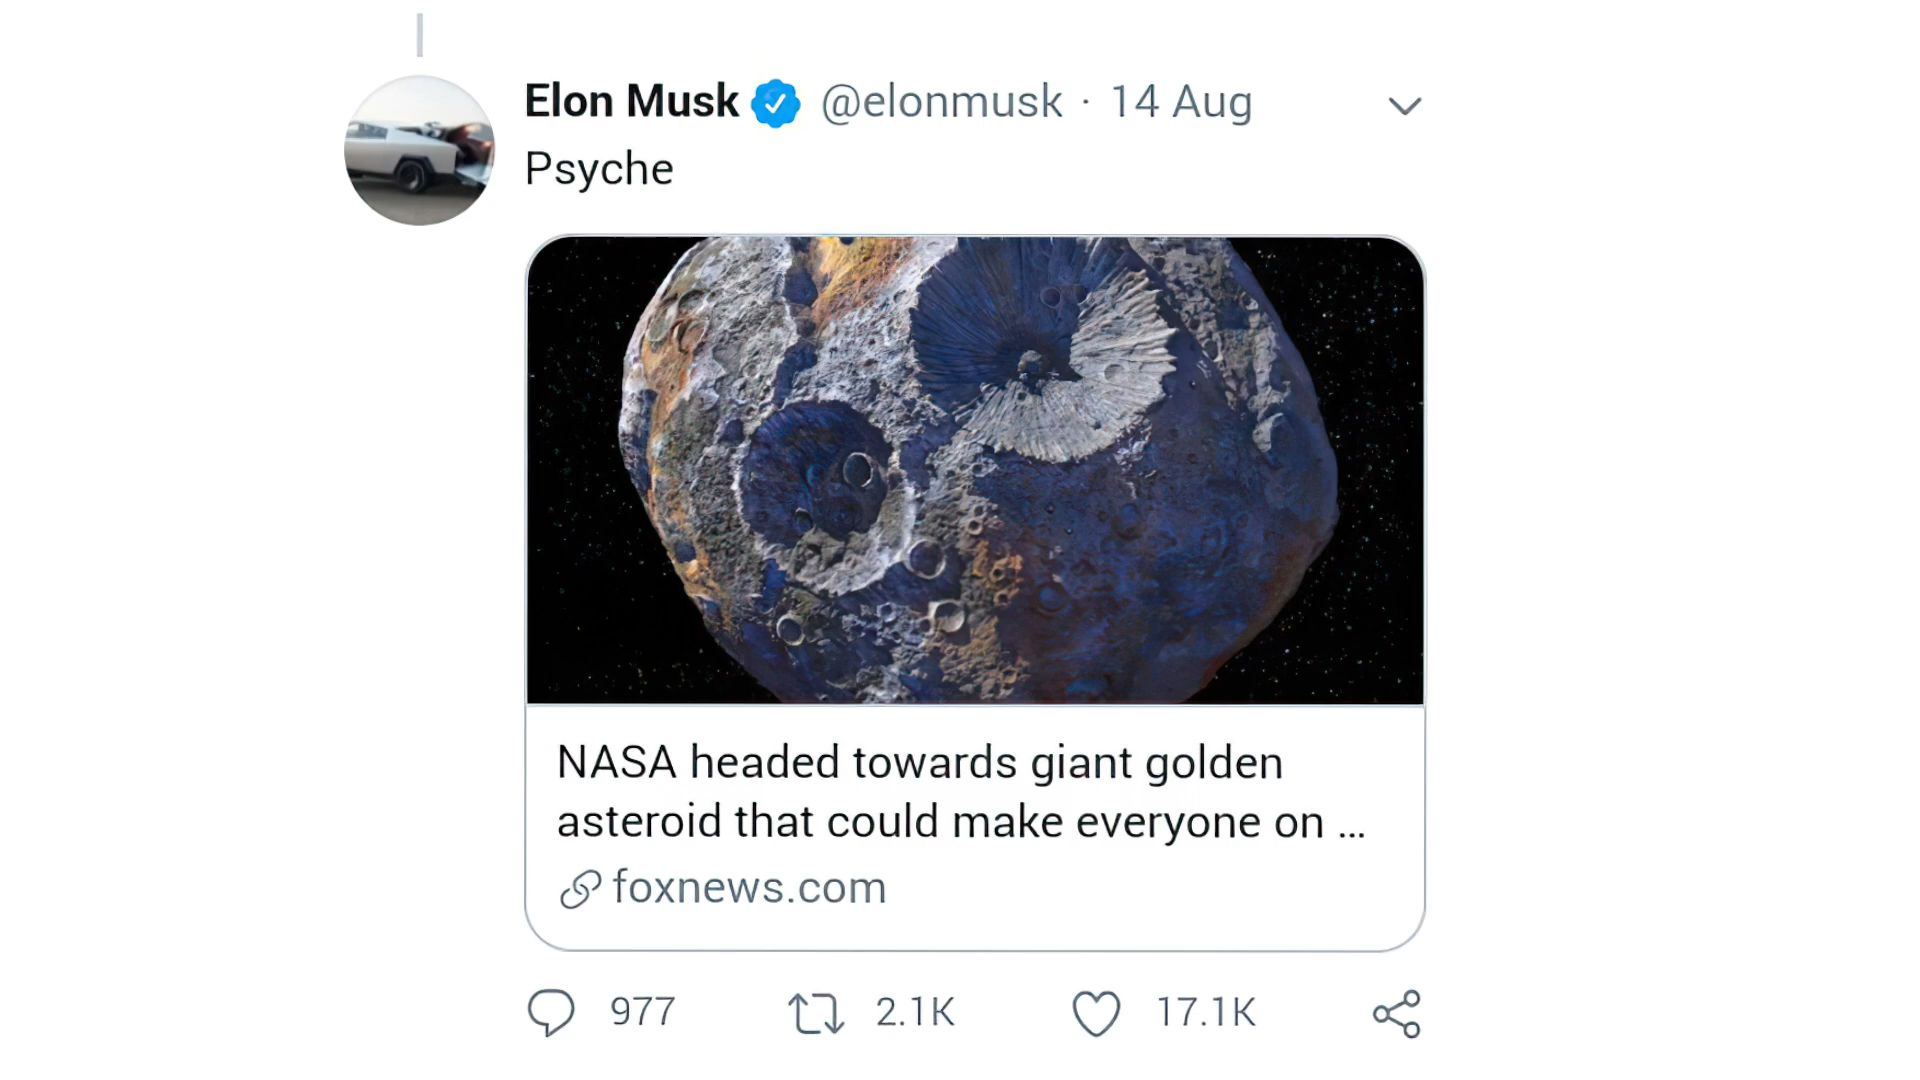 Elon Musk @elonmusk · 14 Aug
Psyche
NASA headed towards giant golden
asteroid that could make everyone on ...
foxnews.com
977 2.1K 17.1K